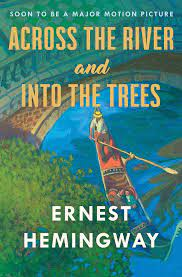 SOON TO BE A MAJOR MOTION PICTURE
ACROSS THE RIVER
and
INTO THE TREES
ERNEST
HEMINGWAY